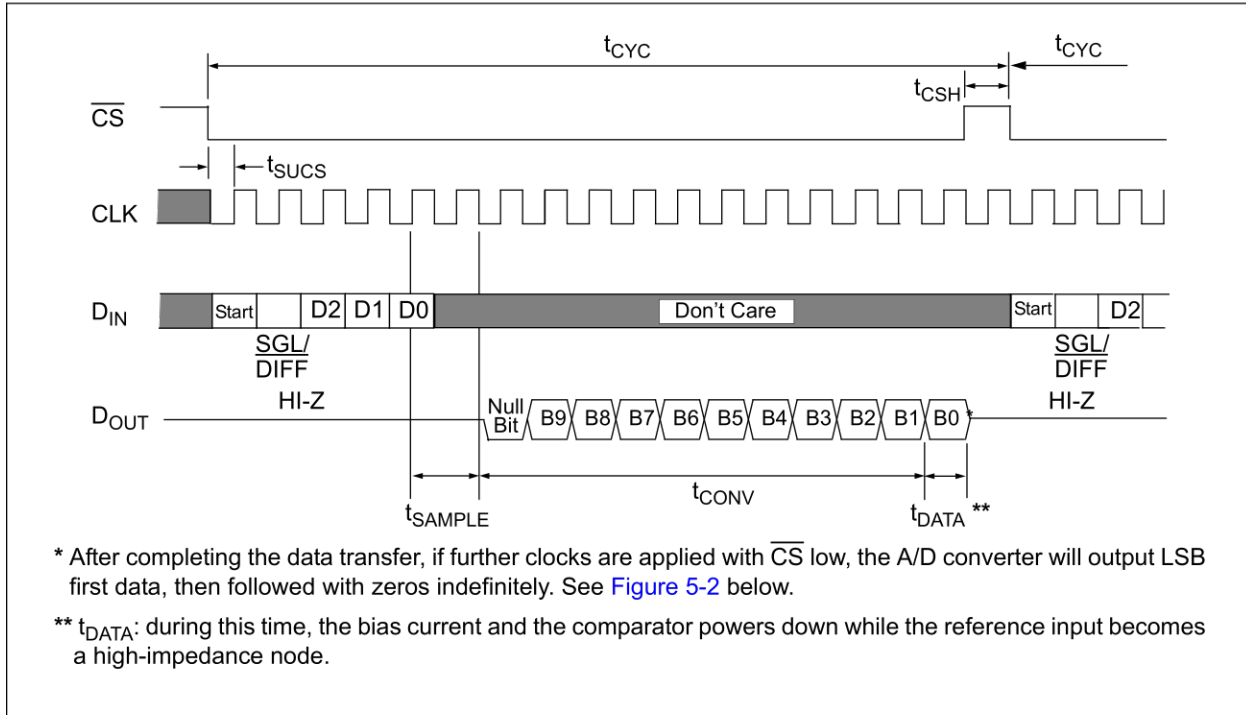 tCYC tCYC
tCSH
CS
tSUCS
CLK
DIN Start D2 D1 D0 Don't Care Start D2
SGL/ SGL/
DIFF DIFF
HI-Z HI-Z
DOUT Null Bit B9 B8 B7 B6 B5 B4 B3 B2 B1 B0 *
tSAMPLE tCONV tDATA **
* After completing the data transfer, if further clocks are applied with CS low, the A/D converter will output LSB
first data, then followed with zeros indefinitely. See Figure 5-2 below.
** tDATA: during this time, the bias current and the comparator powers down while the reference input becomes
a high-impedance node.